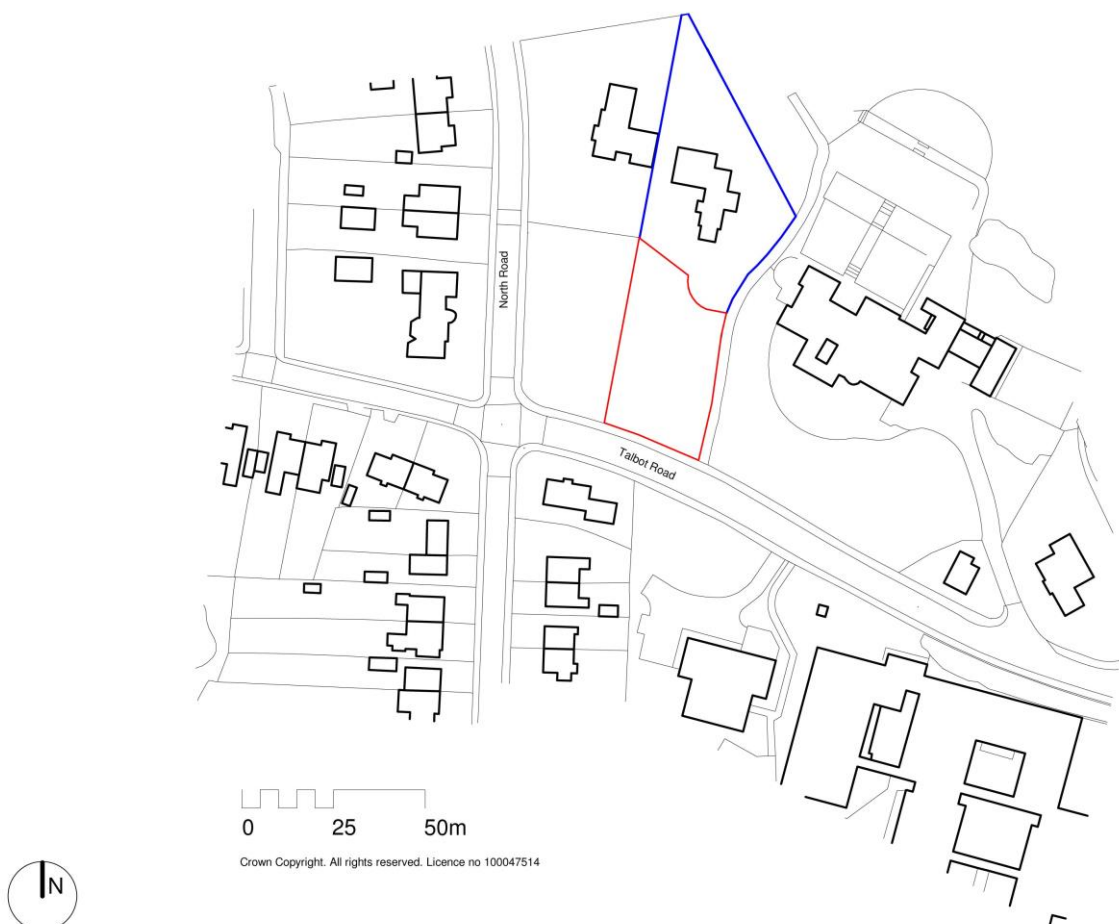 North Road
Talbot Road
0 25 50m
Crown Copyright. All rights reserved. Licence no 100047514
N